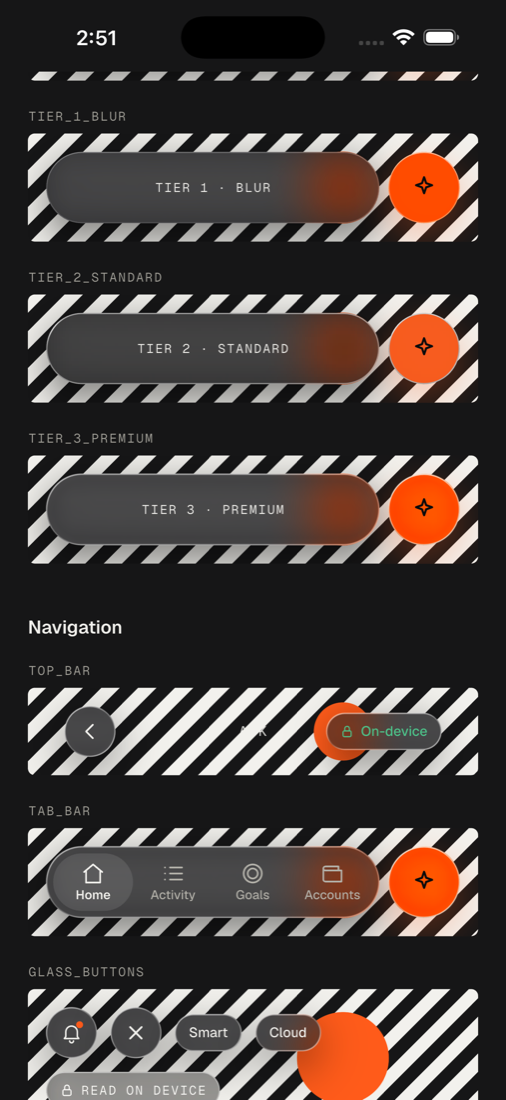 2:51
TIER_1_BLUR
TIER 1 · BLUR
TIER_2_STANDARD
TIER 2 · STANDARD
TIER_3_PREMIUM
TIER 3 · PREMIUM
Navigation
TOP_BAR
On-device
TAB_BAR
Home Activity Goals Accounts
GLASS_BUTTONS
Smart Cloud
READ ON DEVICE